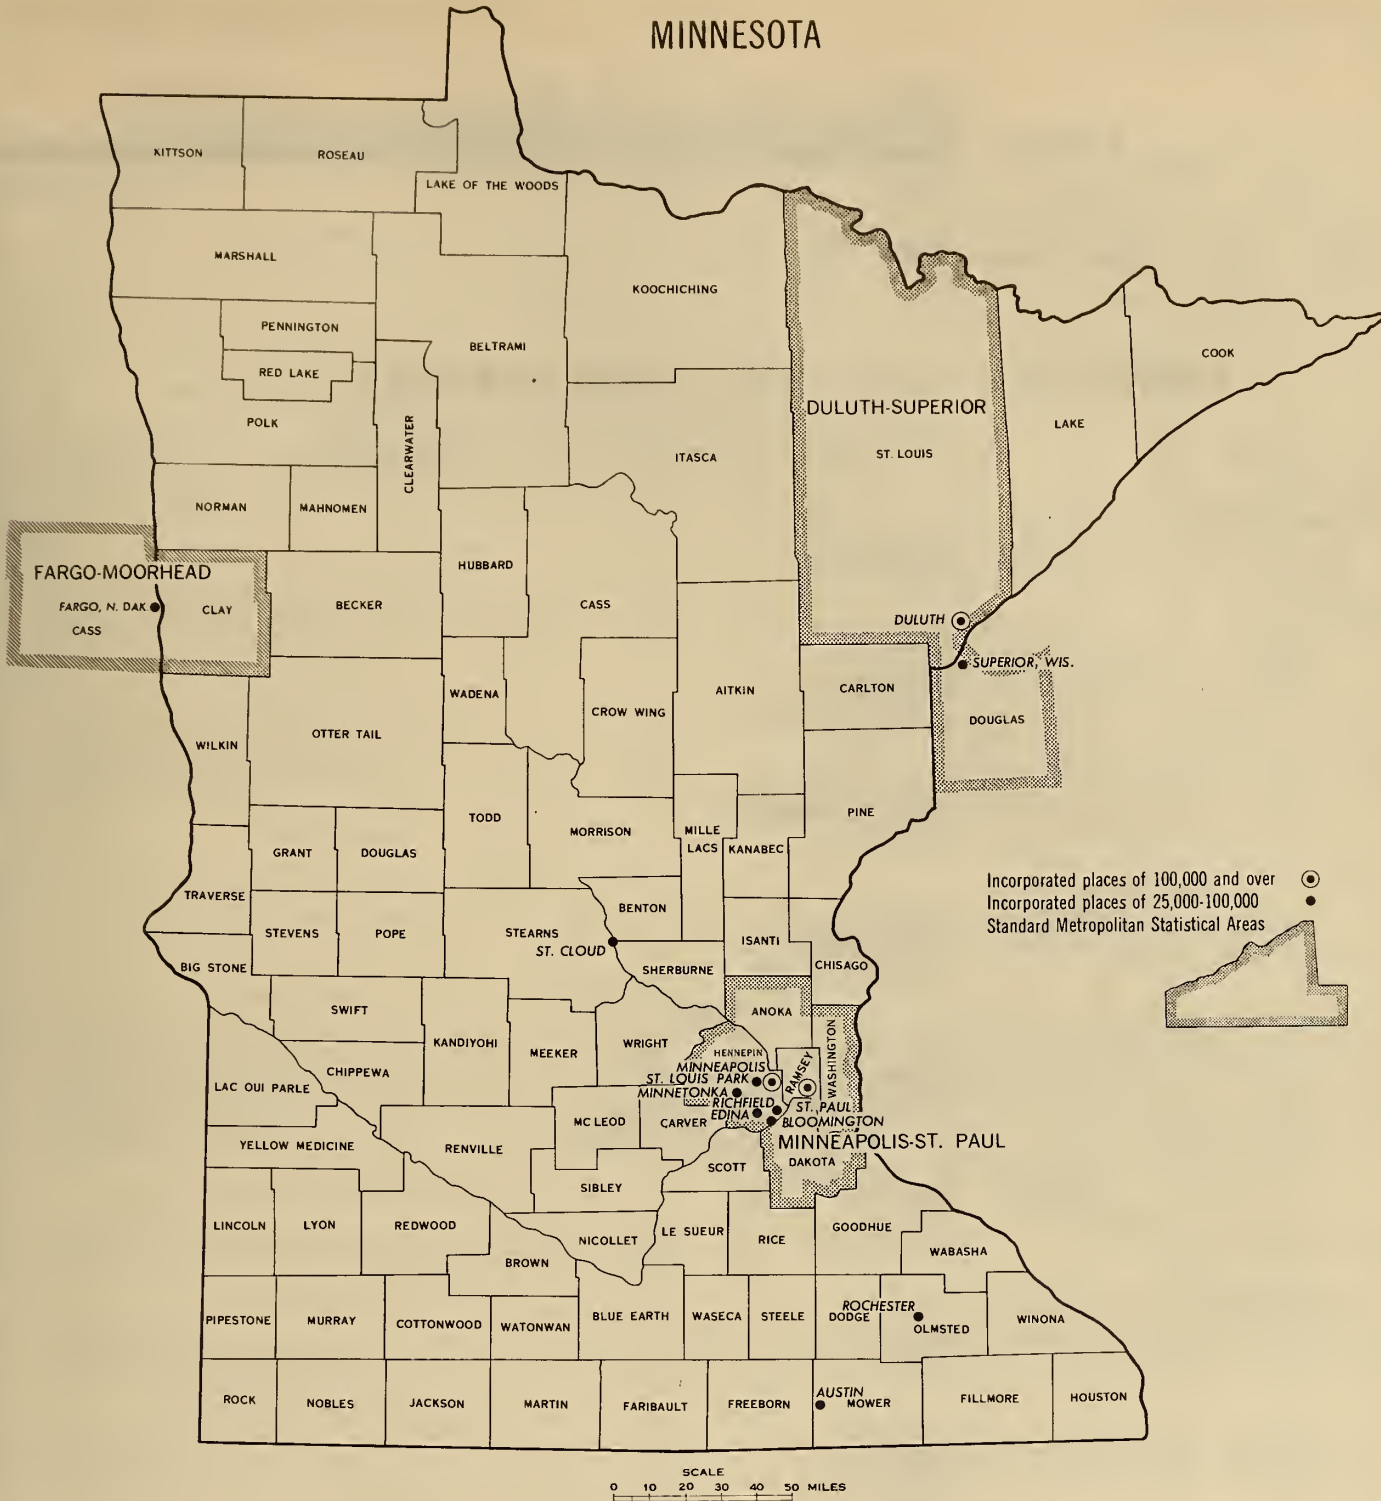 MINNESOTA
KITTSON
ROSEAU
LAKE OF THE WOODS
MARSHALL
KOOCHICHING
PENNINGTON
BELTRAMI
RED LAKE
COOK
DULUTH-SUPERIOR
POLK
LAKE
CLEARWATER
ITASCA
ST. LOUIS
NORMAN
MAHNOMEN
HUBBARD
FARGO-MOORHEAD
FARGO, N. DAK
CLAY
BECKER
CASS
CASS
DULUTH
SUPERIOR, WIS.
WADENA
AITKIN
CARLTON
CROW WING
DOUGLAS
OTTER TAIL
WILKIN
TODD
MORRISON
MILLE
LACS
KANABEC
PINE
GRANT
DOUGLAS
TRAVERSE
BENTON
Incorporated places of 100,000 and over
Incorporated places of 25,000-100,000
Standard Metropolitan Statistical Areas
STEVENS
POPE
STEARNS
ST. CLOUD
ISANTI
BIG STONE
SHERBURNE
CHISAGO
SWIFT
ANOKA
KANDIYOHI
MEEKER
WRIGHT
HENNEPIN
WASHINGTON
RAMSEY
CHIPPEWA
MINNEAPOLIS
ST. LOUIS PARK
LAC QUI PARLE
MINNETONKA
RICHFIELD
ST. PAUL
EDINA
BLOOMINGTON
MC LEOD
CARVER
MINNEAPOLIS-ST. PAUL
YELLOW MEDICINE
RENVILLE
DAKOTA
SCOTT
SIBLEY
LINCOLN
LYON
REDWOOD
NICOLLET
LE SUEUR
RICE
GOODHUE
WABASHA
BROWN
PIPESTONE
MURRAY
COTTONWOOD
WATONWAN
BLUE EARTH
WASECA
STEELE
DODGE
ROCHESTER
OLMSTED
WINONA
ROCK
NOBLES
JACKSON
MARTIN
FARIBAULT
FREEBORN
AUSTIN
MOWER
FILLMORE
HOUSTON
SCALE
0 10 20 30 40 50 MILES